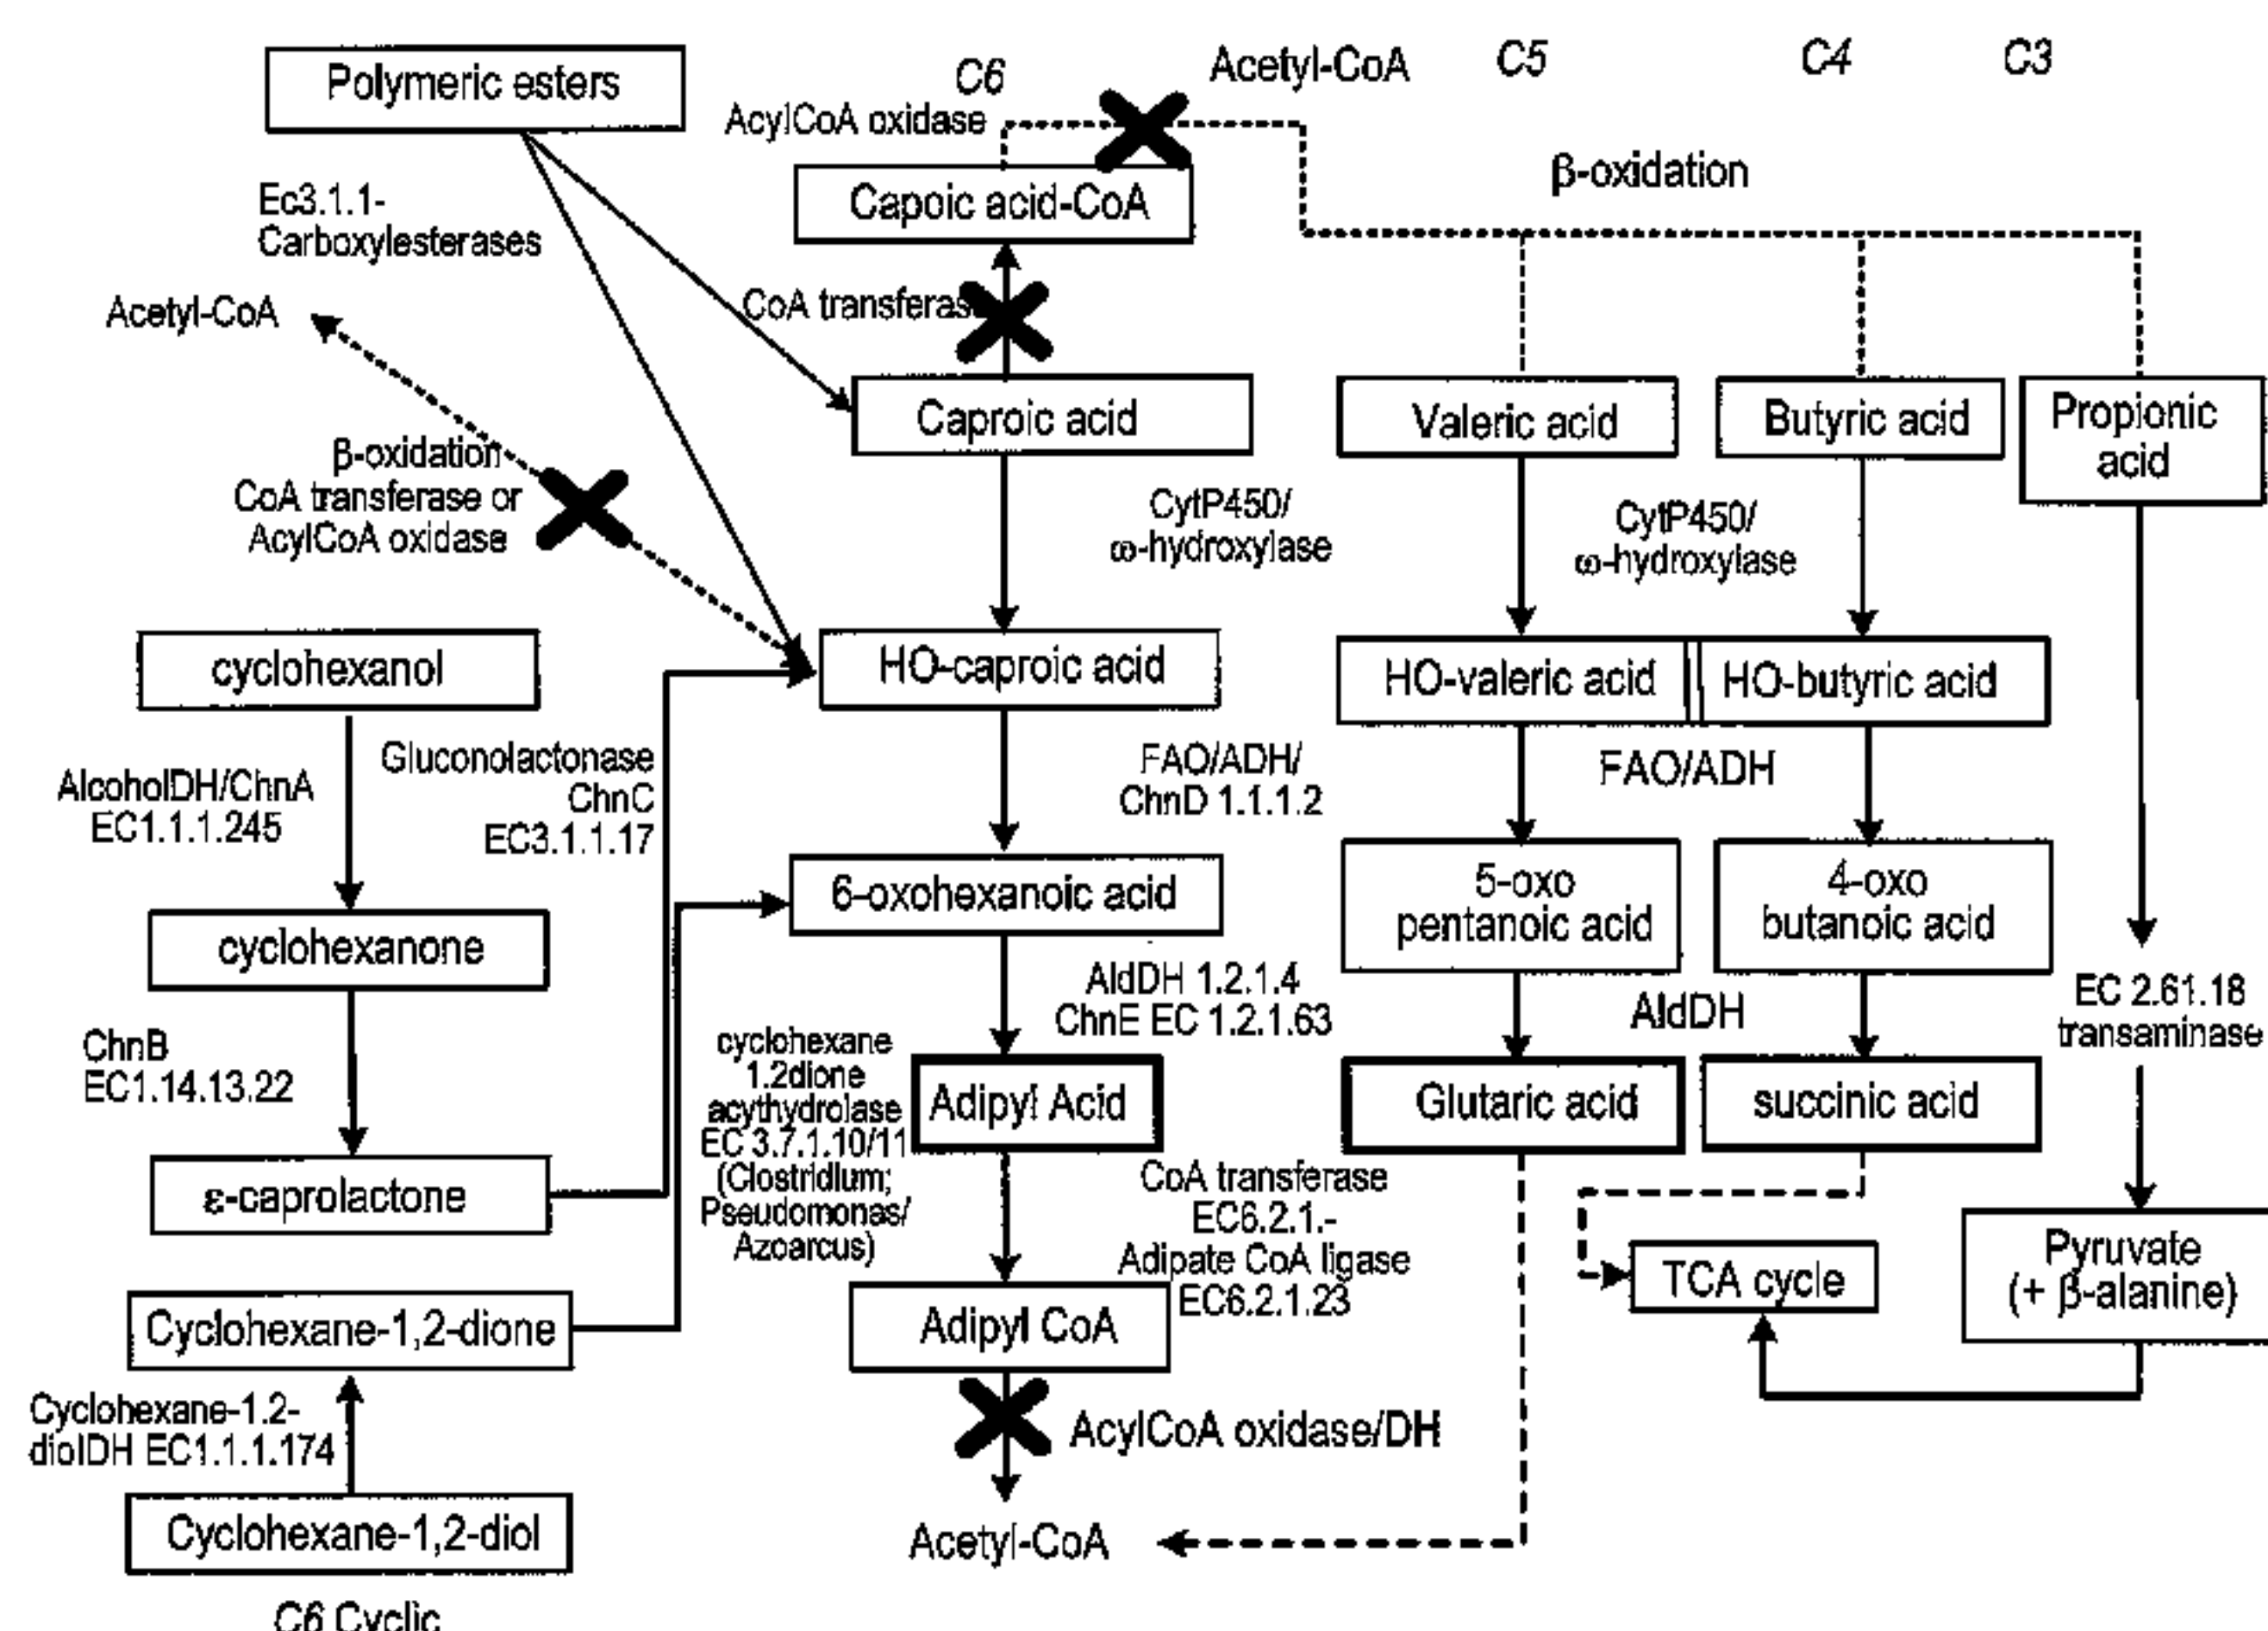 Polymeric esters
C6
Acetyl-CoA
C5
C4
C3
AcylCoA oxidase
β-oxidation
Capoic acid-CoA
Ec3.1.1-
Carboxylesterases
Acetyl-CoA
CoA transferas
Caproic acid
Valeric acid
Butyric acid
Propionic
acid
β-oxidation
CoA transferase or
AcylCoA oxidase
CytP450/
ω-hydroxylase
CytP450/
ω-hydroxylase
cyclohexanol
HO-caproic acid
HO-valeric acid
HO-butyric acid
AlcoholDH/ChnA
EC1.1.1.245
Gluconolactonase
ChnC
EC3.1.1.17
FAO/ADH/
ChnD 1.1.1.2
FAO/ADH
cyclohexanone
6-oxohexanoic acid
5-oxo
pentanoic acid
4-oxo
butanoic acid
ChnB
EC1.14.13.22
cyclohexane
1.2dione
acythydrolase
EC 3.7.1.10/11
(Clostridium;
Pseudomonas/
Azoarcus)
AldDH 1.2.1.4
ChnE EC 1.2.1.63
AldDH
EC 2.61.18
transaminase
Adipyl Acid
Glutaric acid
succinic acid
ε-caprolactone
CoA transferase
EC6.2.1.-
Adipate CoA ligase
EC6.2.1.23
TCA cycle
Pyruvate
(+ β-alanine)
Cyclohexane-1,2-dione
Adipyl CoA
Cyclohexane-1.2-
diolDH EC1.1.1.174
AcylCoA oxidase/DH
Cyclohexane-1,2-diol
Acetyl-CoA
C6 Cyclic